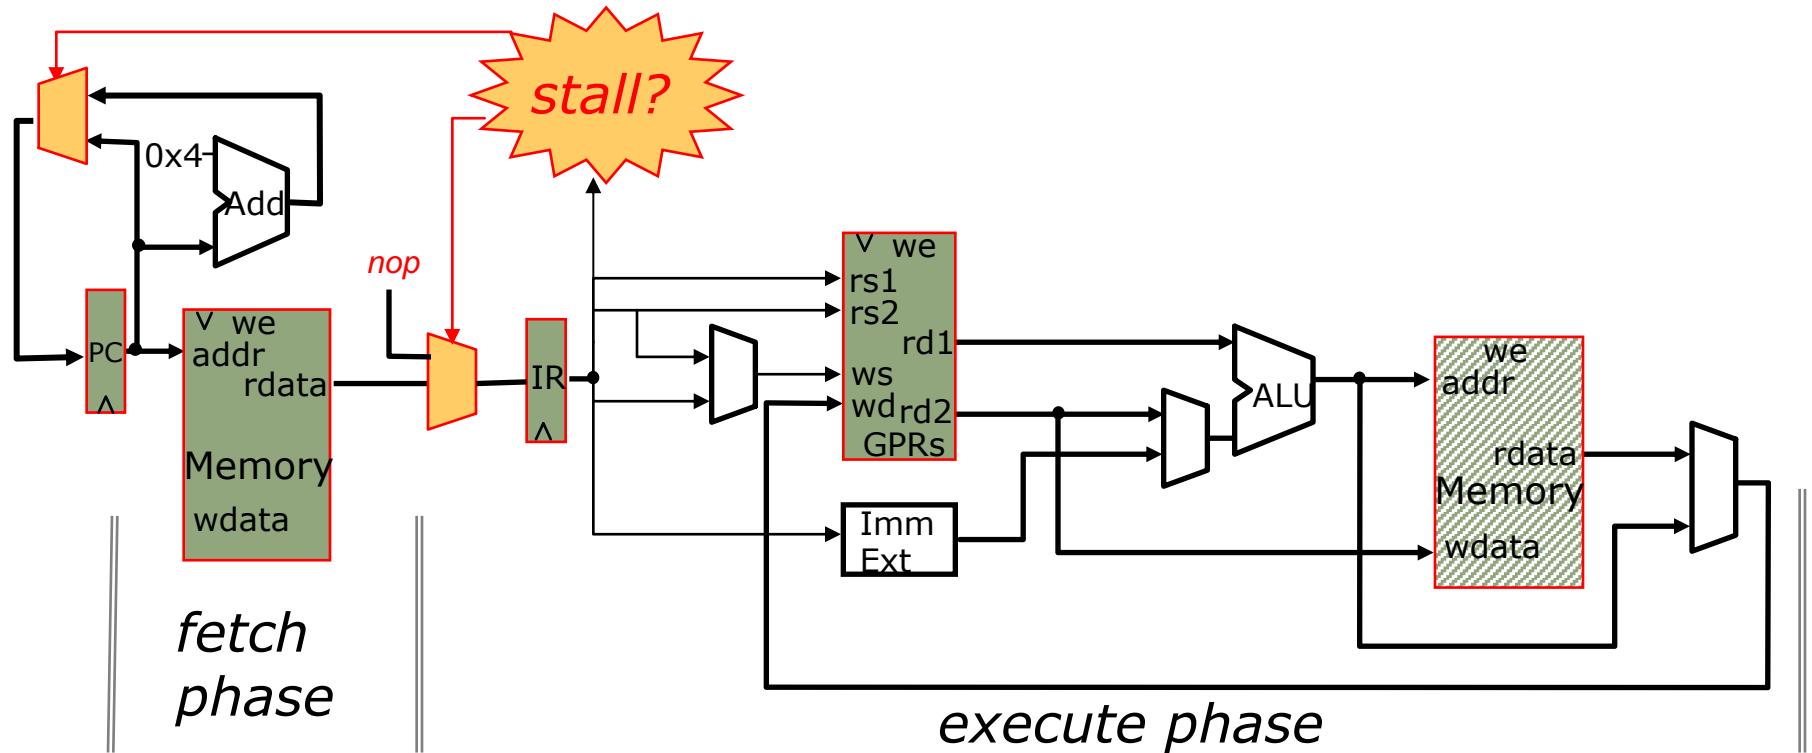 stall?
0x4
Add
nop
PC
we
addr
rdata
Memory
wdata
IR
we
rs1
rs2
rd1
ws
wd rd2
GPRs
Imm
Ext
ALU
we
addr
rdata
Memory
wdata
fetch
phase
execute phase